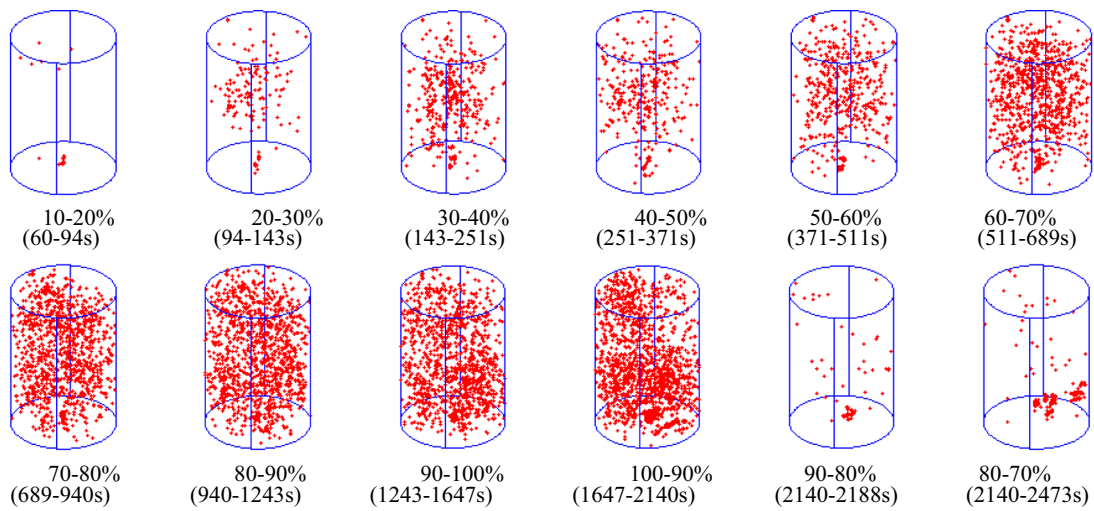 10-20% 20-30% 30-40% 40-50% 50-60% 60-70%
(60-94s) (94-143s) (143-251s) (251-371s) (371-511s) (511-689s)
70-80% 80-90% 90-100% 100-90% 90-80% 80-70%
(689-940s) (940-1243s) (1243-1647s) (1647-2140s) (2140-2188s) (2140-2473s)